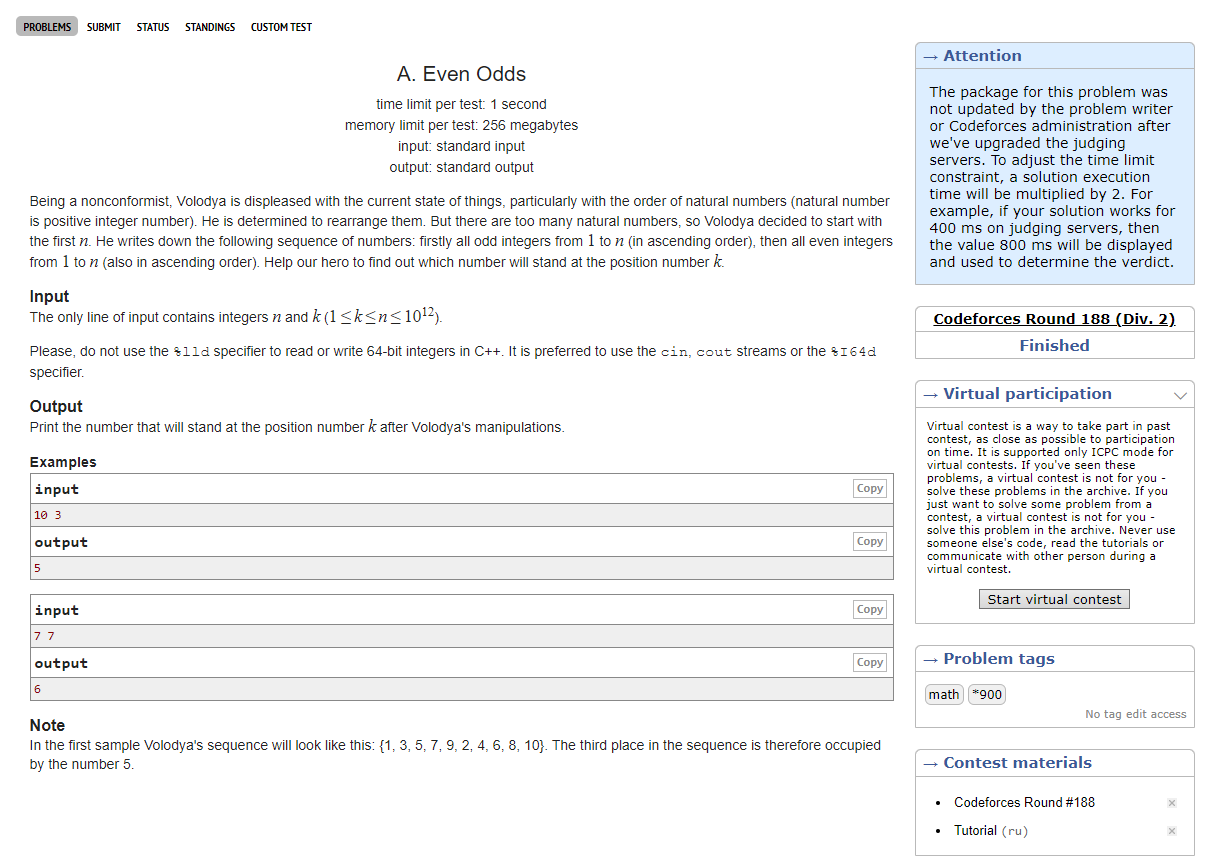 PROBLEMS SUBMIT STATUS STANDINGS CUSTOM TEST
A. Even Odds
time limit per test: 1 second
memory limit per test: 256 megabytes
input: standard input
output: standard output
Being a nonconformist, Volodya is displeased with the current state of things, particularly with the order of natural numbers (natural number
is positive integer number). He is determined to rearrange them. But there are too many natural numbers, so Volodya decided to start with
the first n. He writes down the following sequence of numbers: firstly all odd integers from 1 to n (in ascending order), then all even integers
from 1 to n (also in ascending order). Help our hero to find out which number will stand at the position number k.
Input
The only line of input contains integers n and k (1 ≤ k ≤ n ≤ 10¹²).
Please, do not use the %lld specifier to read or write 64-bit integers in C++. It is preferred to use the cin, cout streams or the %I64d
specifier.
Output
Print the number that will stand at the position number k after Volodya's manipulations.
Examples
input Copy
10 3
output Copy
5
input Copy
7 7
output Copy
6
Note
In the first sample Volodya's sequence will look like this: {1, 3, 5, 7, 9, 2, 4, 6, 8, 10}. The third place in the sequence is therefore occupied
by the number 5.
→ Attention
The package for this problem was
not updated by the problem writer
or Codeforces administration after
we've upgraded the judging
servers. To adjust the time limit
constraint, a solution execution
time will be multiplied by 2. For
example, if your solution works for
400 ms on judging servers, then
the value 800 ms will be displayed
and used to determine the verdict.
Codeforces Round 188 (Div. 2)
Finished
→ Virtual participation
Virtual contest is a way to take part in past
contest, as close as possible to participation
on time. It is supported only ICPC mode for
virtual contests. If you've seen these
problems, a virtual contest is not for you -
solve these problems in the archive. If you
just want to solve some problem from a
contest, a virtual contest is not for you -
solve this problem in the archive. Never use
someone else's code, read the tutorials or
communicate with other person during a
virtual contest.
Start virtual contest
→ Problem tags
math *900
No tag edit access
→ Contest materials
• Codeforces Round #188 ×
• Tutorial (ru) ×